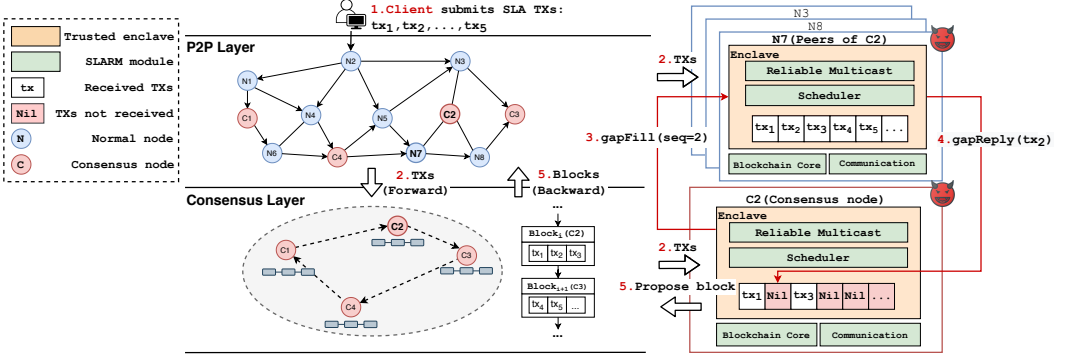 Trusted enclave
SLARM module
tx Received TXs
Nil TXs not received
N Normal node
C Consensus node
1.Client submits SLA TXs:
tx1,tx2,...,tx5
P2P Layer
N2
N3
N1
C1
N4
N5
C2
C3
N6
C4
N7
N8
2.TXs
(Forward)
5.Blocks
(Backward)
Consensus Layer
C2
C1
C3
C4
...
Blocki(C2)
tx1 tx2 tx3
Blocki+1(C3)
tx4 tx5 ...
...
2.TXs
3.gapFill(seq=2)
4.gapReply(tx2)
2.TXs
5.Propose block
N3
N8
N7(Peers of C2)
Enclave
Reliable Multicast
Scheduler
tx1 tx2 tx3 tx4 tx5 ...
Blockchain Core
Communication
C2(Consensus node)
Enclave
Reliable Multicast
Scheduler
tx1 Nil tx3 Nil Nil ...
Blockchain Core
Communication